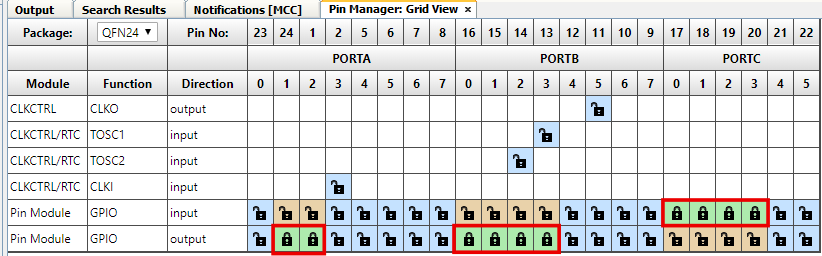 Output Search Results Notifications [MCC] Pin Manager: Grid View ×
Package: QFN24 Pin No: 23 24 1 2 5 6 7 8 16 15 14 13 12 11 10 9 17 18 19 20 21 22
PORTA PORTB PORTC
Module Function Direction 0 1 2 3 4 5 6 7 0 1 2 3 4 5 6 7 0 1 2 3 4 5
CLKCTRL CLKO output
CLKCTRL/RTC TOSC1 input
CLKCTRL/RTC TOSC2 input
CLKCTRL/RTC CLKI input
Pin Module GPIO input
Pin Module GPIO output